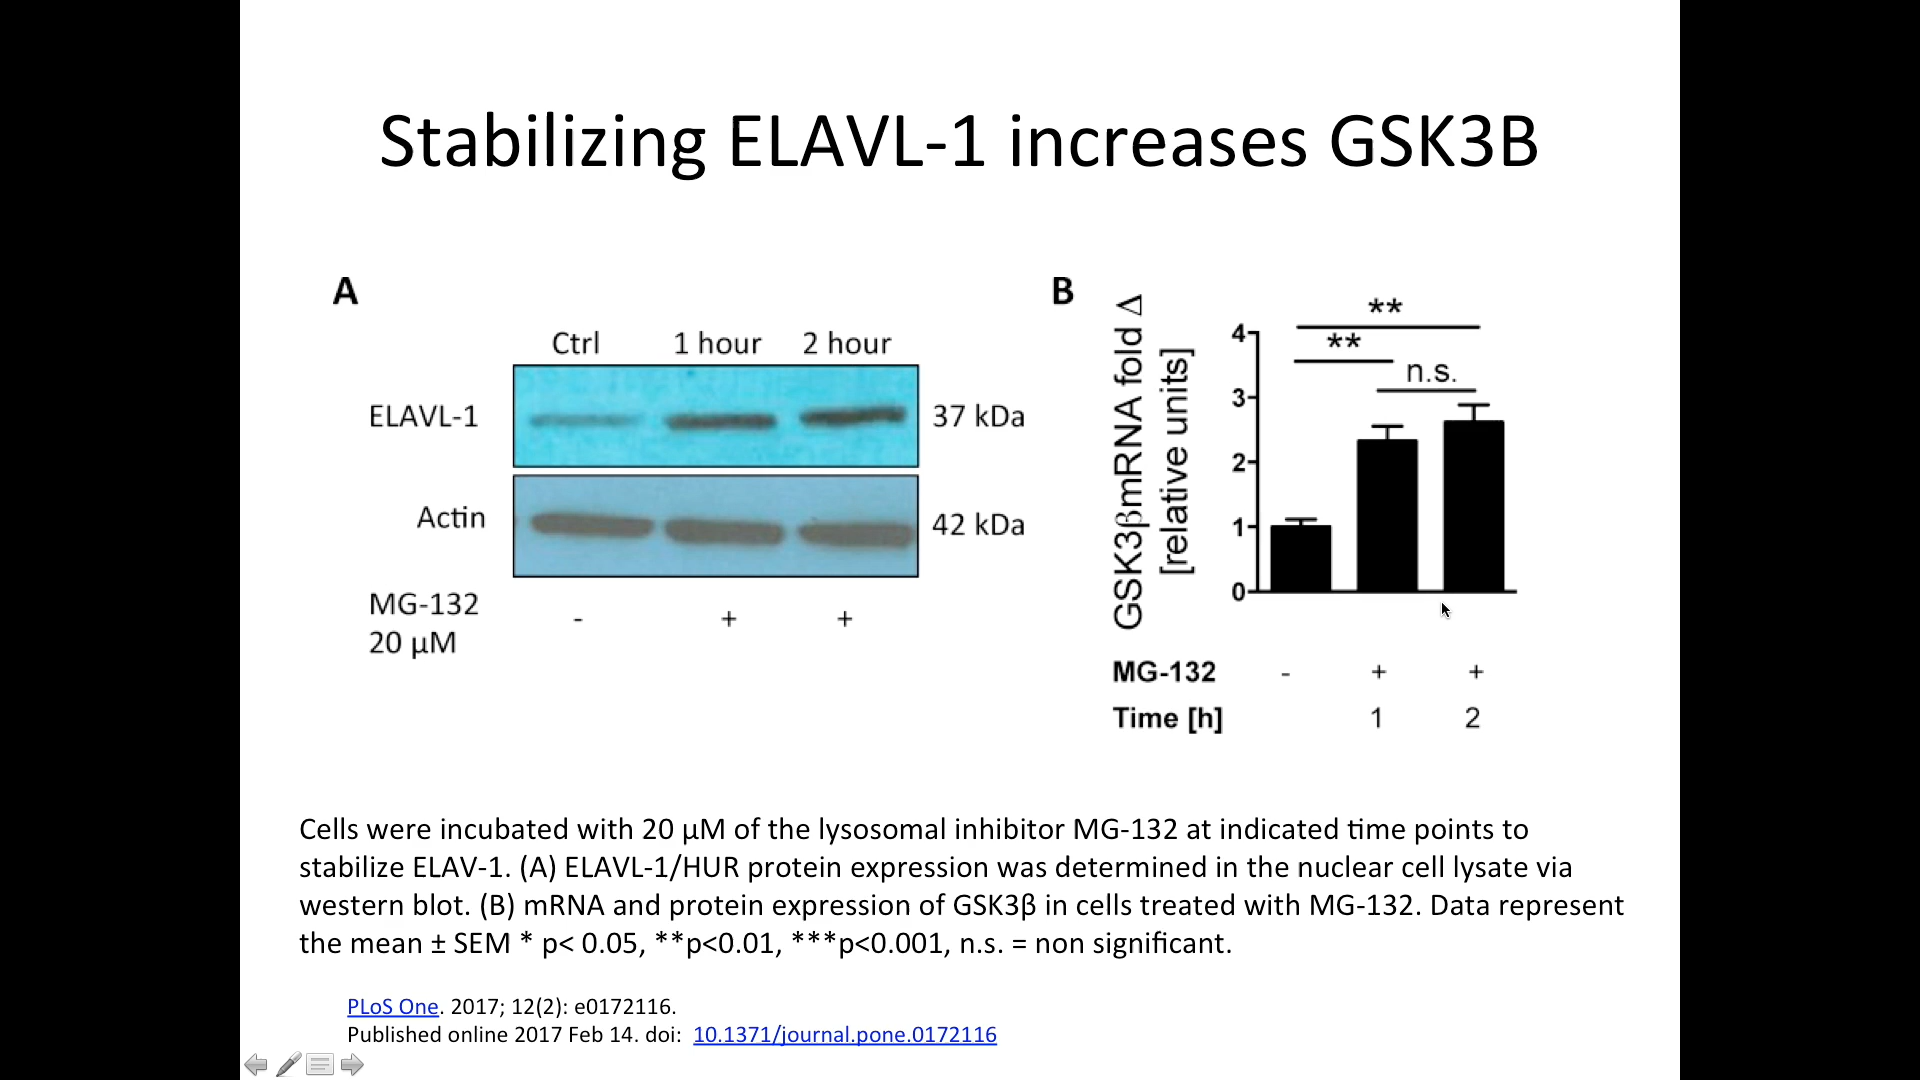 Stabilizing ELAVL-1 increases GSK3B
A
Ctrl 1 hour 2 hour
ELAVL-1 37 kDa
Actin 42 kDa
MG-132 - + +
20 µM
B
GSK3βmRNA fold Δ
[relative units]
**
**
n.s.
4
3
2
1
0
MG-132 - + +
Time [h] 1 2
Cells were incubated with 20 µM of the lysosomal inhibitor MG-132 at indicated time points to
stabilize ELAV-1. (A) ELAVL-1/HUR protein expression was determined in the nuclear cell lysate via
western blot. (B) mRNA and protein expression of GSK3β in cells treated with MG-132. Data represent
the mean ± SEM * p< 0.05, **p<0.01, ***p<0.001, n.s. = non significant.
PLoS One. 2017; 12(2): e0172116.
Published online 2017 Feb 14. doi: 10.1371/journal.pone.0172116